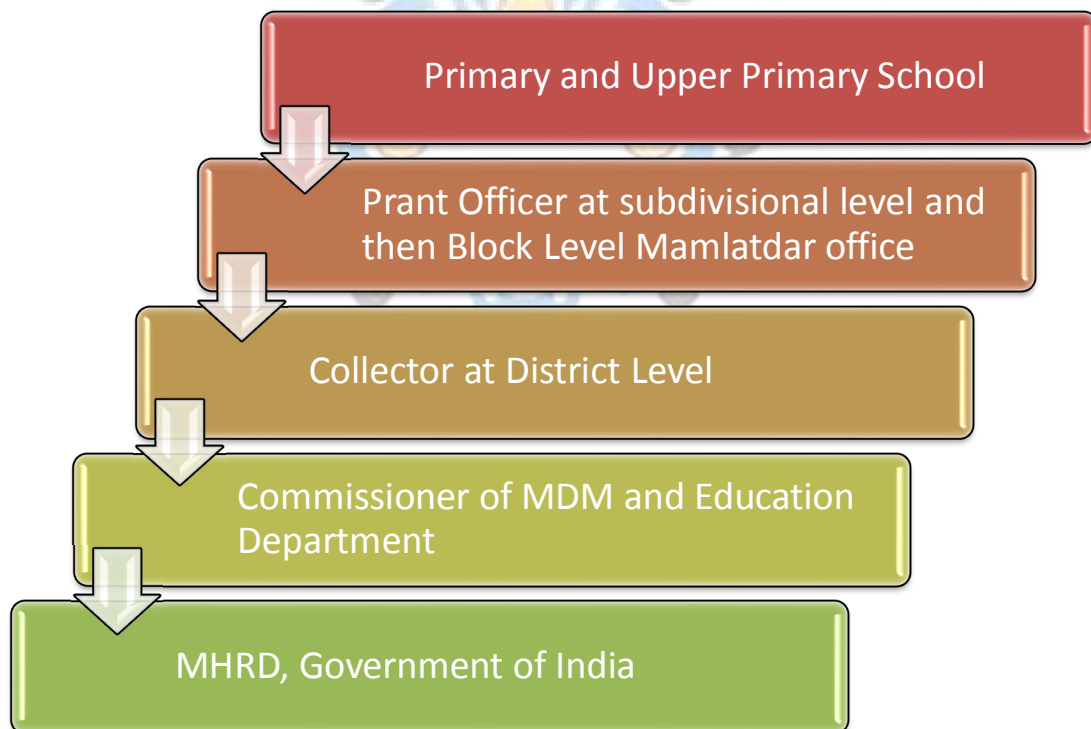 Primary and Upper Primary School
Prant Officer at subdivisional level and
then Block Level Mamlatdar office
Collector at District Level
Commissioner of MDM and Education
Department
MHRD, Government of India